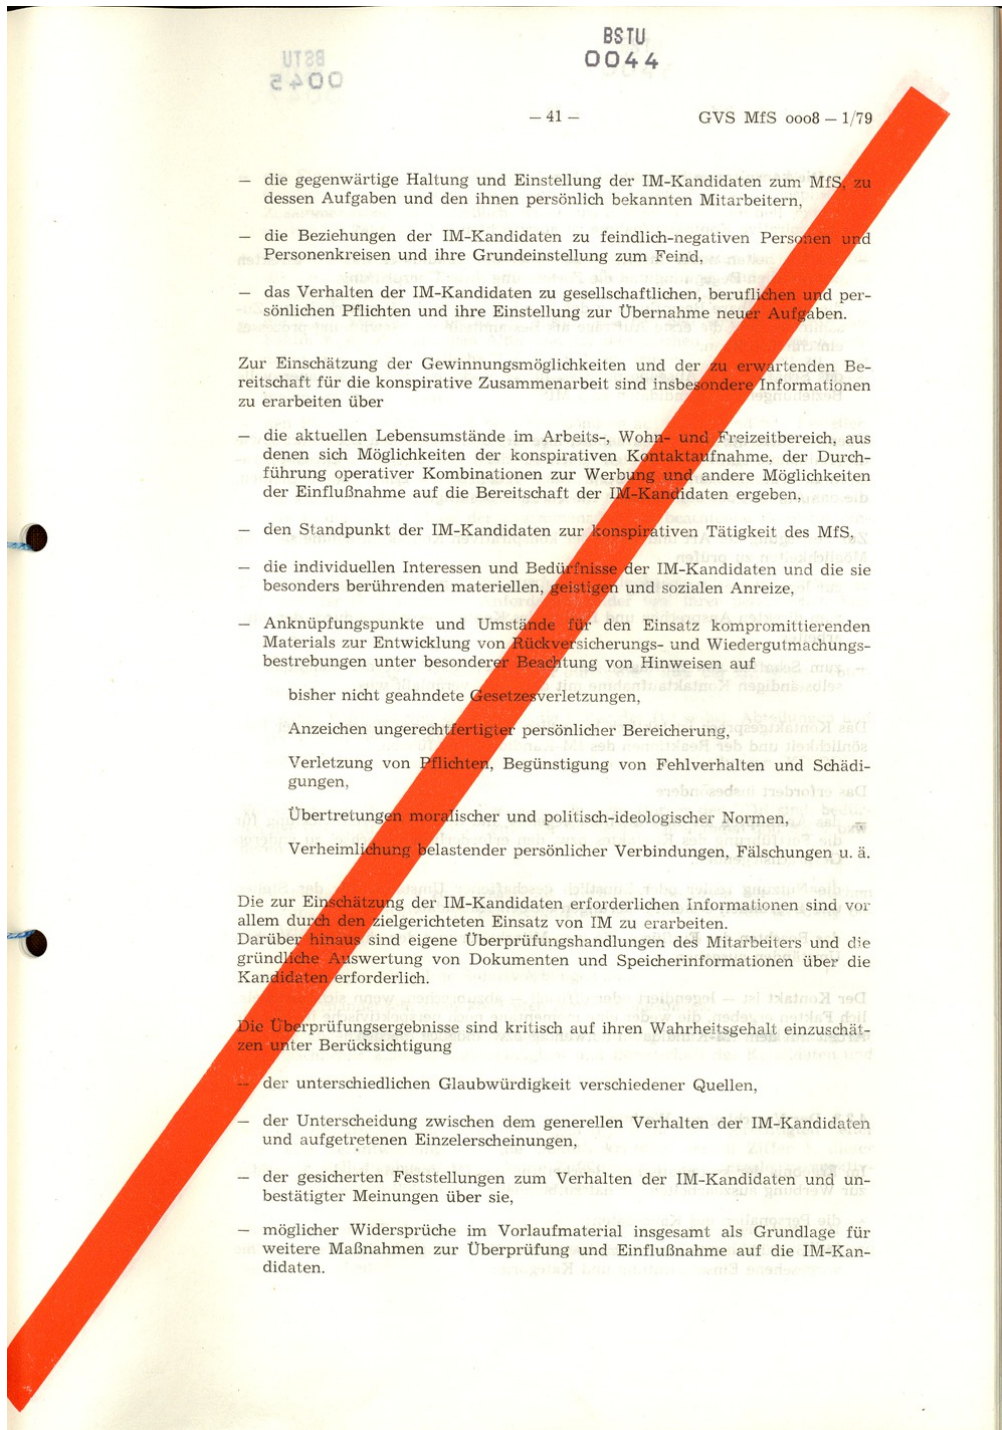 BSTU
0044
BSTU
0045
— 41 —
GVS MfS ooo8 — 1/79
— die gegenwärtige Haltung und Einstellung der IM-Kandidaten zum MfS, zu
dessen Aufgaben und den ihnen persönlich bekannten Mitarbeitern,
— die Beziehungen der IM-Kandidaten zu feindlich-negativen Personen und
Personenkreisen und ihre Grundeinstellung zum Feind,
— das Verhalten der IM-Kandidaten zu gesellschaftlichen, beruflichen und per-
sönlichen Pflichten und ihre Einstellung zur Übernahme neuer Aufgaben.
Zur Einschätzung der Gewinnungsmöglichkeiten und der zu erwartenden Be-
reitschaft für die konspirative Zusammenarbeit sind insbesondere Informationen
zu erarbeiten über
— die aktuellen Lebensumstände im Arbeits-, Wohn- und Freizeitbereich, aus
denen sich Möglichkeiten der konspirativen Kontaktaufnahme, der Durch-
führung operativer Kombinationen zur Werbung und andere Möglichkeiten
der Einflußnahme auf die Bereitschaft der IM-Kandidaten ergeben,
— den Standpunkt der IM-Kandidaten zur konspirativen Tätigkeit des MfS,
— die individuellen Interessen und Bedürfnisse der IM-Kandidaten und die sie
besonders berührenden materiellen, geistigen und sozialen Anreize,
— Anknüpfungspunkte und Umstände für den Einsatz kompromittierenden
Materials zur Entwicklung von Rückversicherungs- und Wiedergutmachungs-
bestrebungen unter besonderer Beachtung von Hinweisen auf
bisher nicht geahndete Gesetzesverletzungen,
Anzeichen ungerechtfertigter persönlicher Bereicherung,
Verletzung von Pflichten, Begünstigung von Fehlverhalten und Schädi-
gungen,
Übertretungen moralischer und politisch-ideologischer Normen,
Verheimlichung belastender persönlicher Verbindungen, Fälschungen u. ä.
Die zur Einschätzung der IM-Kandidaten erforderlichen Informationen sind vor
allem durch den zielgerichteten Einsatz von IM zu erarbeiten.
Darüber hinaus sind eigene Überprüfungshandlungen des Mitarbeiters und die
gründliche Auswertung von Dokumenten und Speicherinformationen über die
Kandidaten erforderlich.
Die Überprüfungsergebnisse sind kritisch auf ihren Wahrheitsgehalt einzuschät-
zen unter Berücksichtigung
— der unterschiedlichen Glaubwürdigkeit verschiedener Quellen,
— der Unterscheidung zwischen dem generellen Verhalten der IM-Kandidaten
und aufgetretenen Einzelerscheinungen,
— der gesicherten Feststellungen zum Verhalten der IM-Kandidaten und un-
bestätigter Meinungen über sie,
— möglicher Widersprüche im Vorlaufmaterial insgesamt als Grundlage für
weitere Maßnahmen zur Überprüfung und Einflußnahme auf die IM-Kan-
didaten.